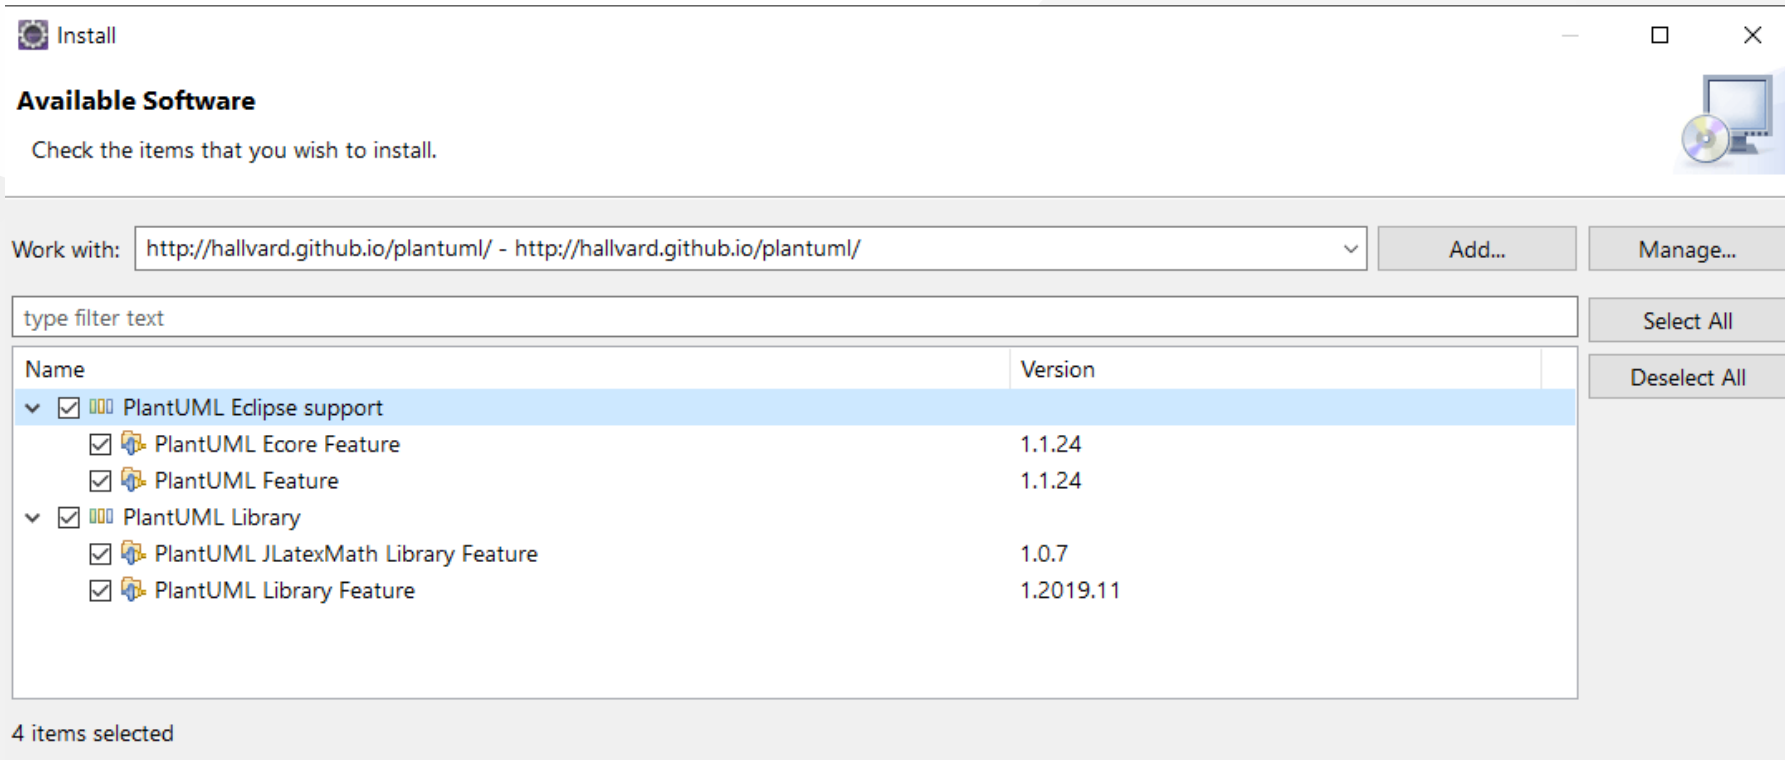 Install
Available Software
Check the items that you wish to install.
Work with: http://hallvard.github.io/plantuml/ - http://hallvard.github.io/plantuml/ Add... Manage...
type filter text Select All
Name Version Deselect All
PlantUML Eclipse support
PlantUML Ecore Feature 1.1.24
PlantUML Feature 1.1.24
PlantUML Library
PlantUML JLatexMath Library Feature 1.0.7
PlantUML Library Feature 1.2019.11
4 items selected